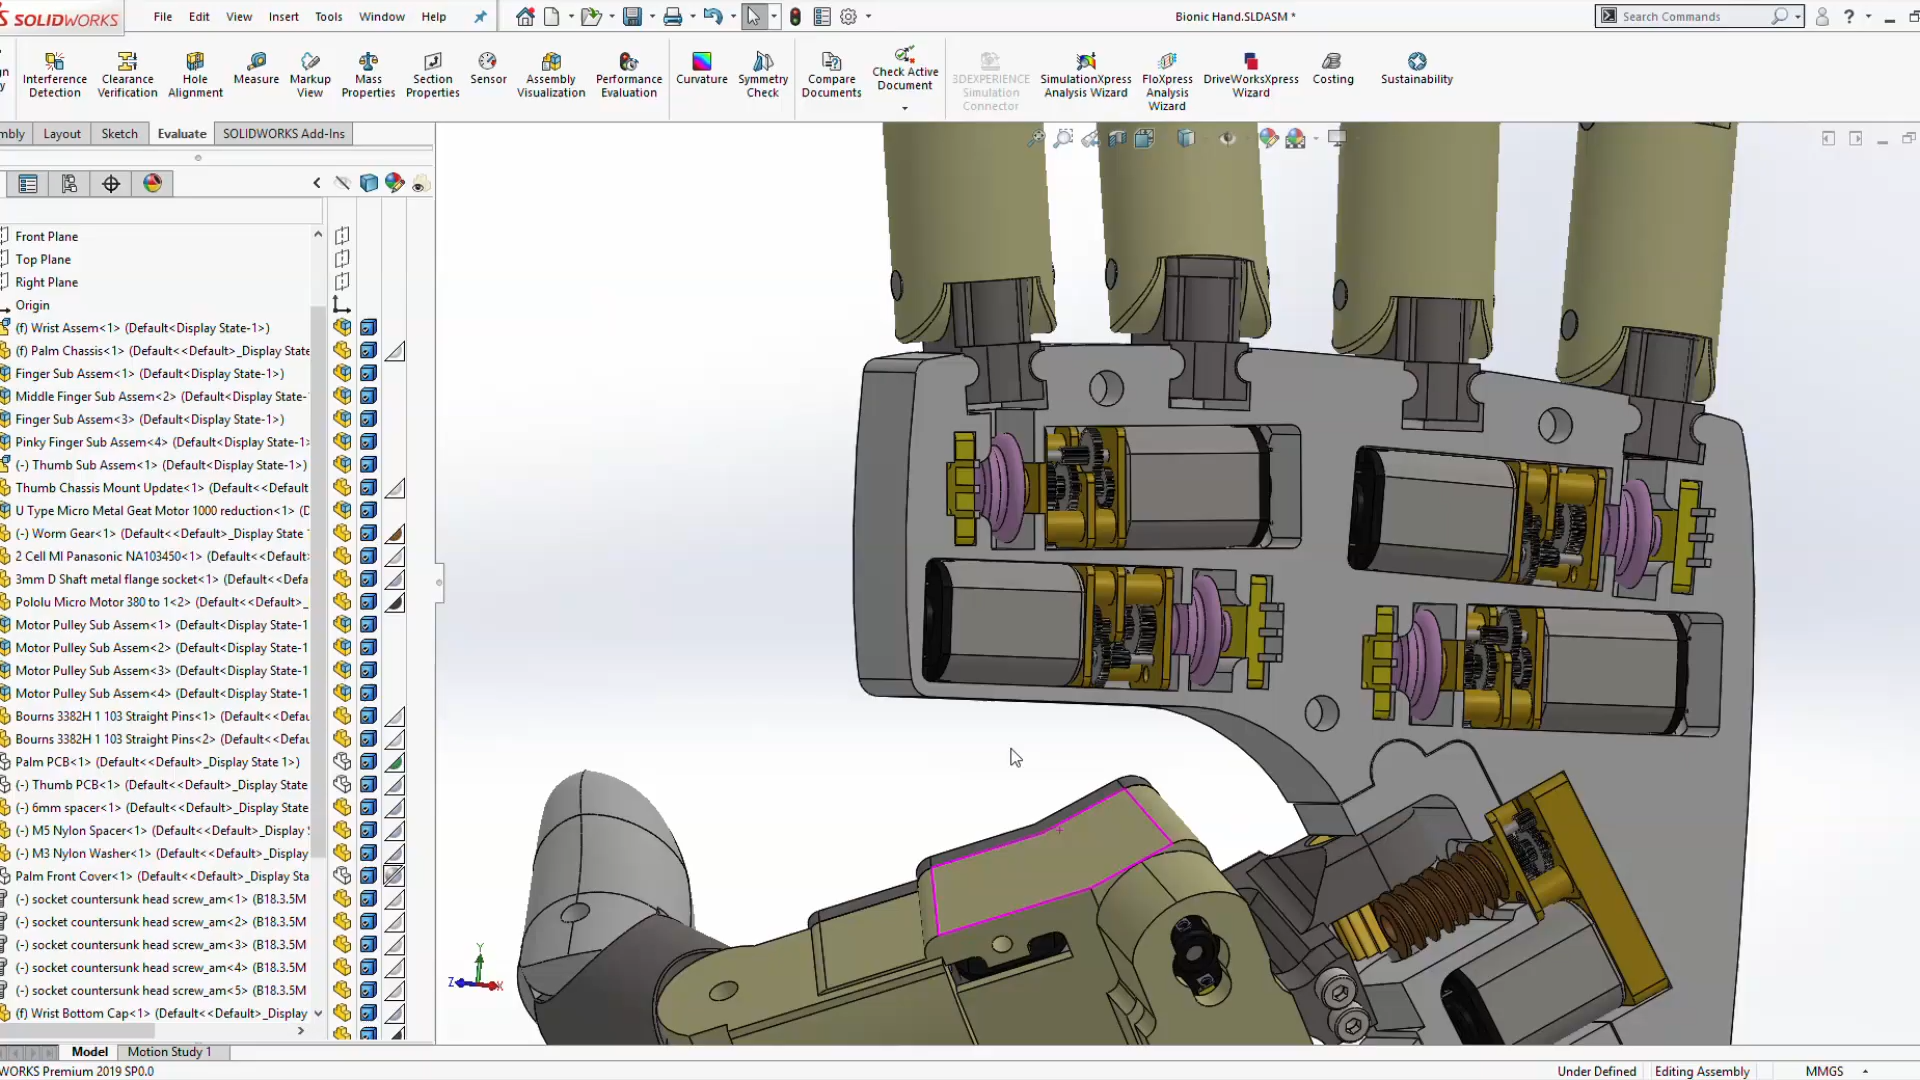 SOLIDWORKS File Edit View Insert Tools Window Help Bionic Hand.SLDASM * Search Commands ?
Interference Detection
Clearance Verification
Hole Alignment
Measure
Markup View
Mass Properties
Section Properties
Sensor
Assembly Visualization
Performance Evaluation
Curvature
Symmetry Check
Compare Documents
Check Active Document
3DEXPERIENCE Simulation Connector
SimulationXpress Analysis Wizard
FloXpress Analysis Wizard
DriveWorksXpress Wizard
Costing
Sustainability
mbly Layout Sketch Evaluate SOLIDWORKS Add-Ins
Front Plane
Top Plane
Right Plane
Origin
(f) Wrist Assem<1> (Default<Display State-1>)
(f) Palm Chassis<1> (Default<<Default>_Display State
Finger Sub Assem<1> (Default<Display State-1>)
Middle Finger Sub Assem<2> (Default<Display State-
Finger Sub Assem<3> (Default<Display State-1>)
Pinky Finger Sub Assem<4> (Default<Display State-1>
(-) Thumb Sub Assem<1> (Default<Display State-1>)
Thumb Chassis Mount Update<1> (Default<<Default
U Type Micro Metal Geat Motor 1000 reduction<1> (D
(-) Worm Gear<1> (Default<<Default>_Display State
2 Cell MI Panasonic NA103450<1> (Default<<Default
3mm D Shaft metal flange socket<1> (Default<<Defa
Pololu Micro Motor 380 to 1<2> (Default<<Default>_
Motor Pulley Sub Assem<1> (Default<Display State-1
Motor Pulley Sub Assem<2> (Default<Display State-1
Motor Pulley Sub Assem<3> (Default<Display State-1
Motor Pulley Sub Assem<4> (Default<Display State-1
Bourns 3382H 1 103 Straight Pins<1> (Default<<Defau
Bourns 3382H 1 103 Straight Pins<2> (Default<<Defau
Palm PCB<1> (Default<<Default>_Display State 1>)
(-) Thumb PCB<1> (Default<<Default>_Display State
(-) 6mm spacer<1> (Default<<Default>_Display State
(-) M5 Nylon Spacer<1> (Default<<Default>_Display
(-) M3 Nylon Washer<1> (Default<<Default>_Display
Palm Front Cover<1> (Default<<Default>_Display Sta
(-) socket countersunk head screw_am<1> (B18.3.5M
(-) socket countersunk head screw_am<2> (B18.3.5M
(-) socket countersunk head screw_am<3> (B18.3.5M
(-) socket countersunk head screw_am<4> (B18.3.5M
(-) socket countersunk head screw_am<5> (B18.3.5M
(f) Wrist Bottom Cap<1> (Default<<Default>_Display
Y
Z X
Model Motion Study 1
WORKS Premium 2019 SP0.0 Under Defined Editing Assembly MMGS